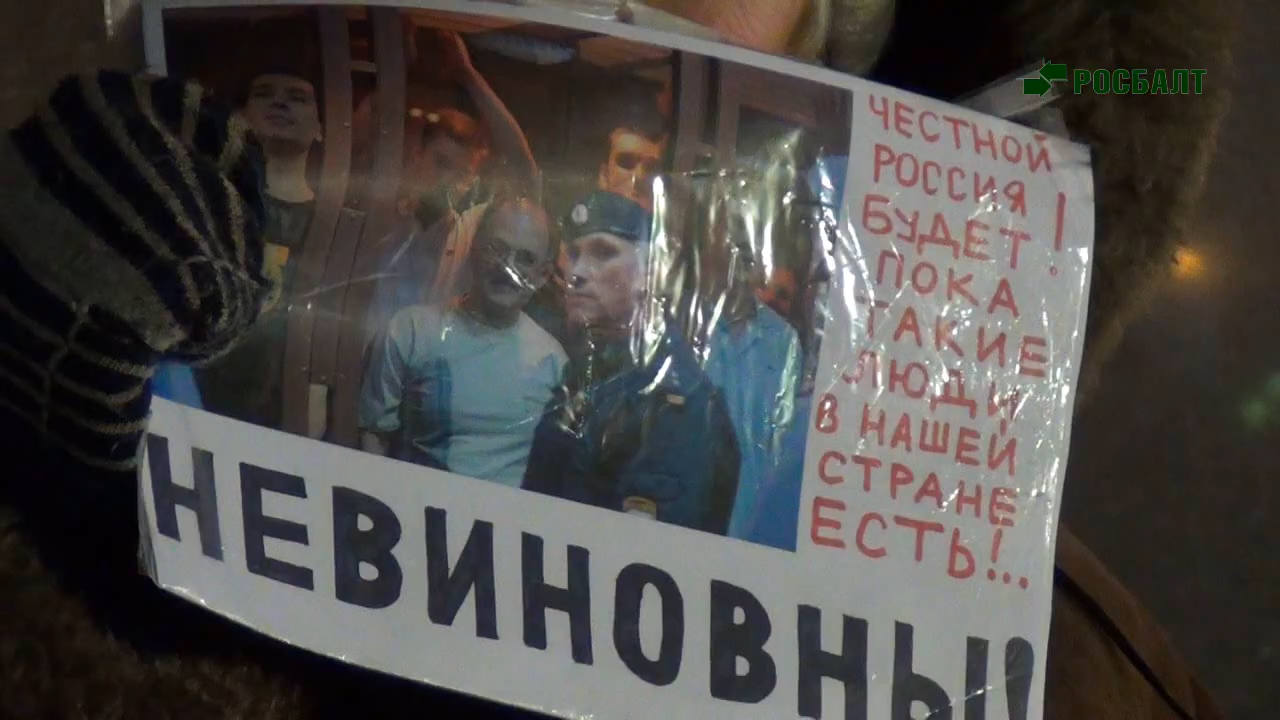 РОСБАЛТ
ЧЕСТНОЙ
РОССИЯ
БУДЕТ!
ПОКА
ТАКИЕ
ЛЮДИ
В НАШЕЙ
СТРАНЕ
ЕСТЬ!..
НЕВИНОВНЫ!